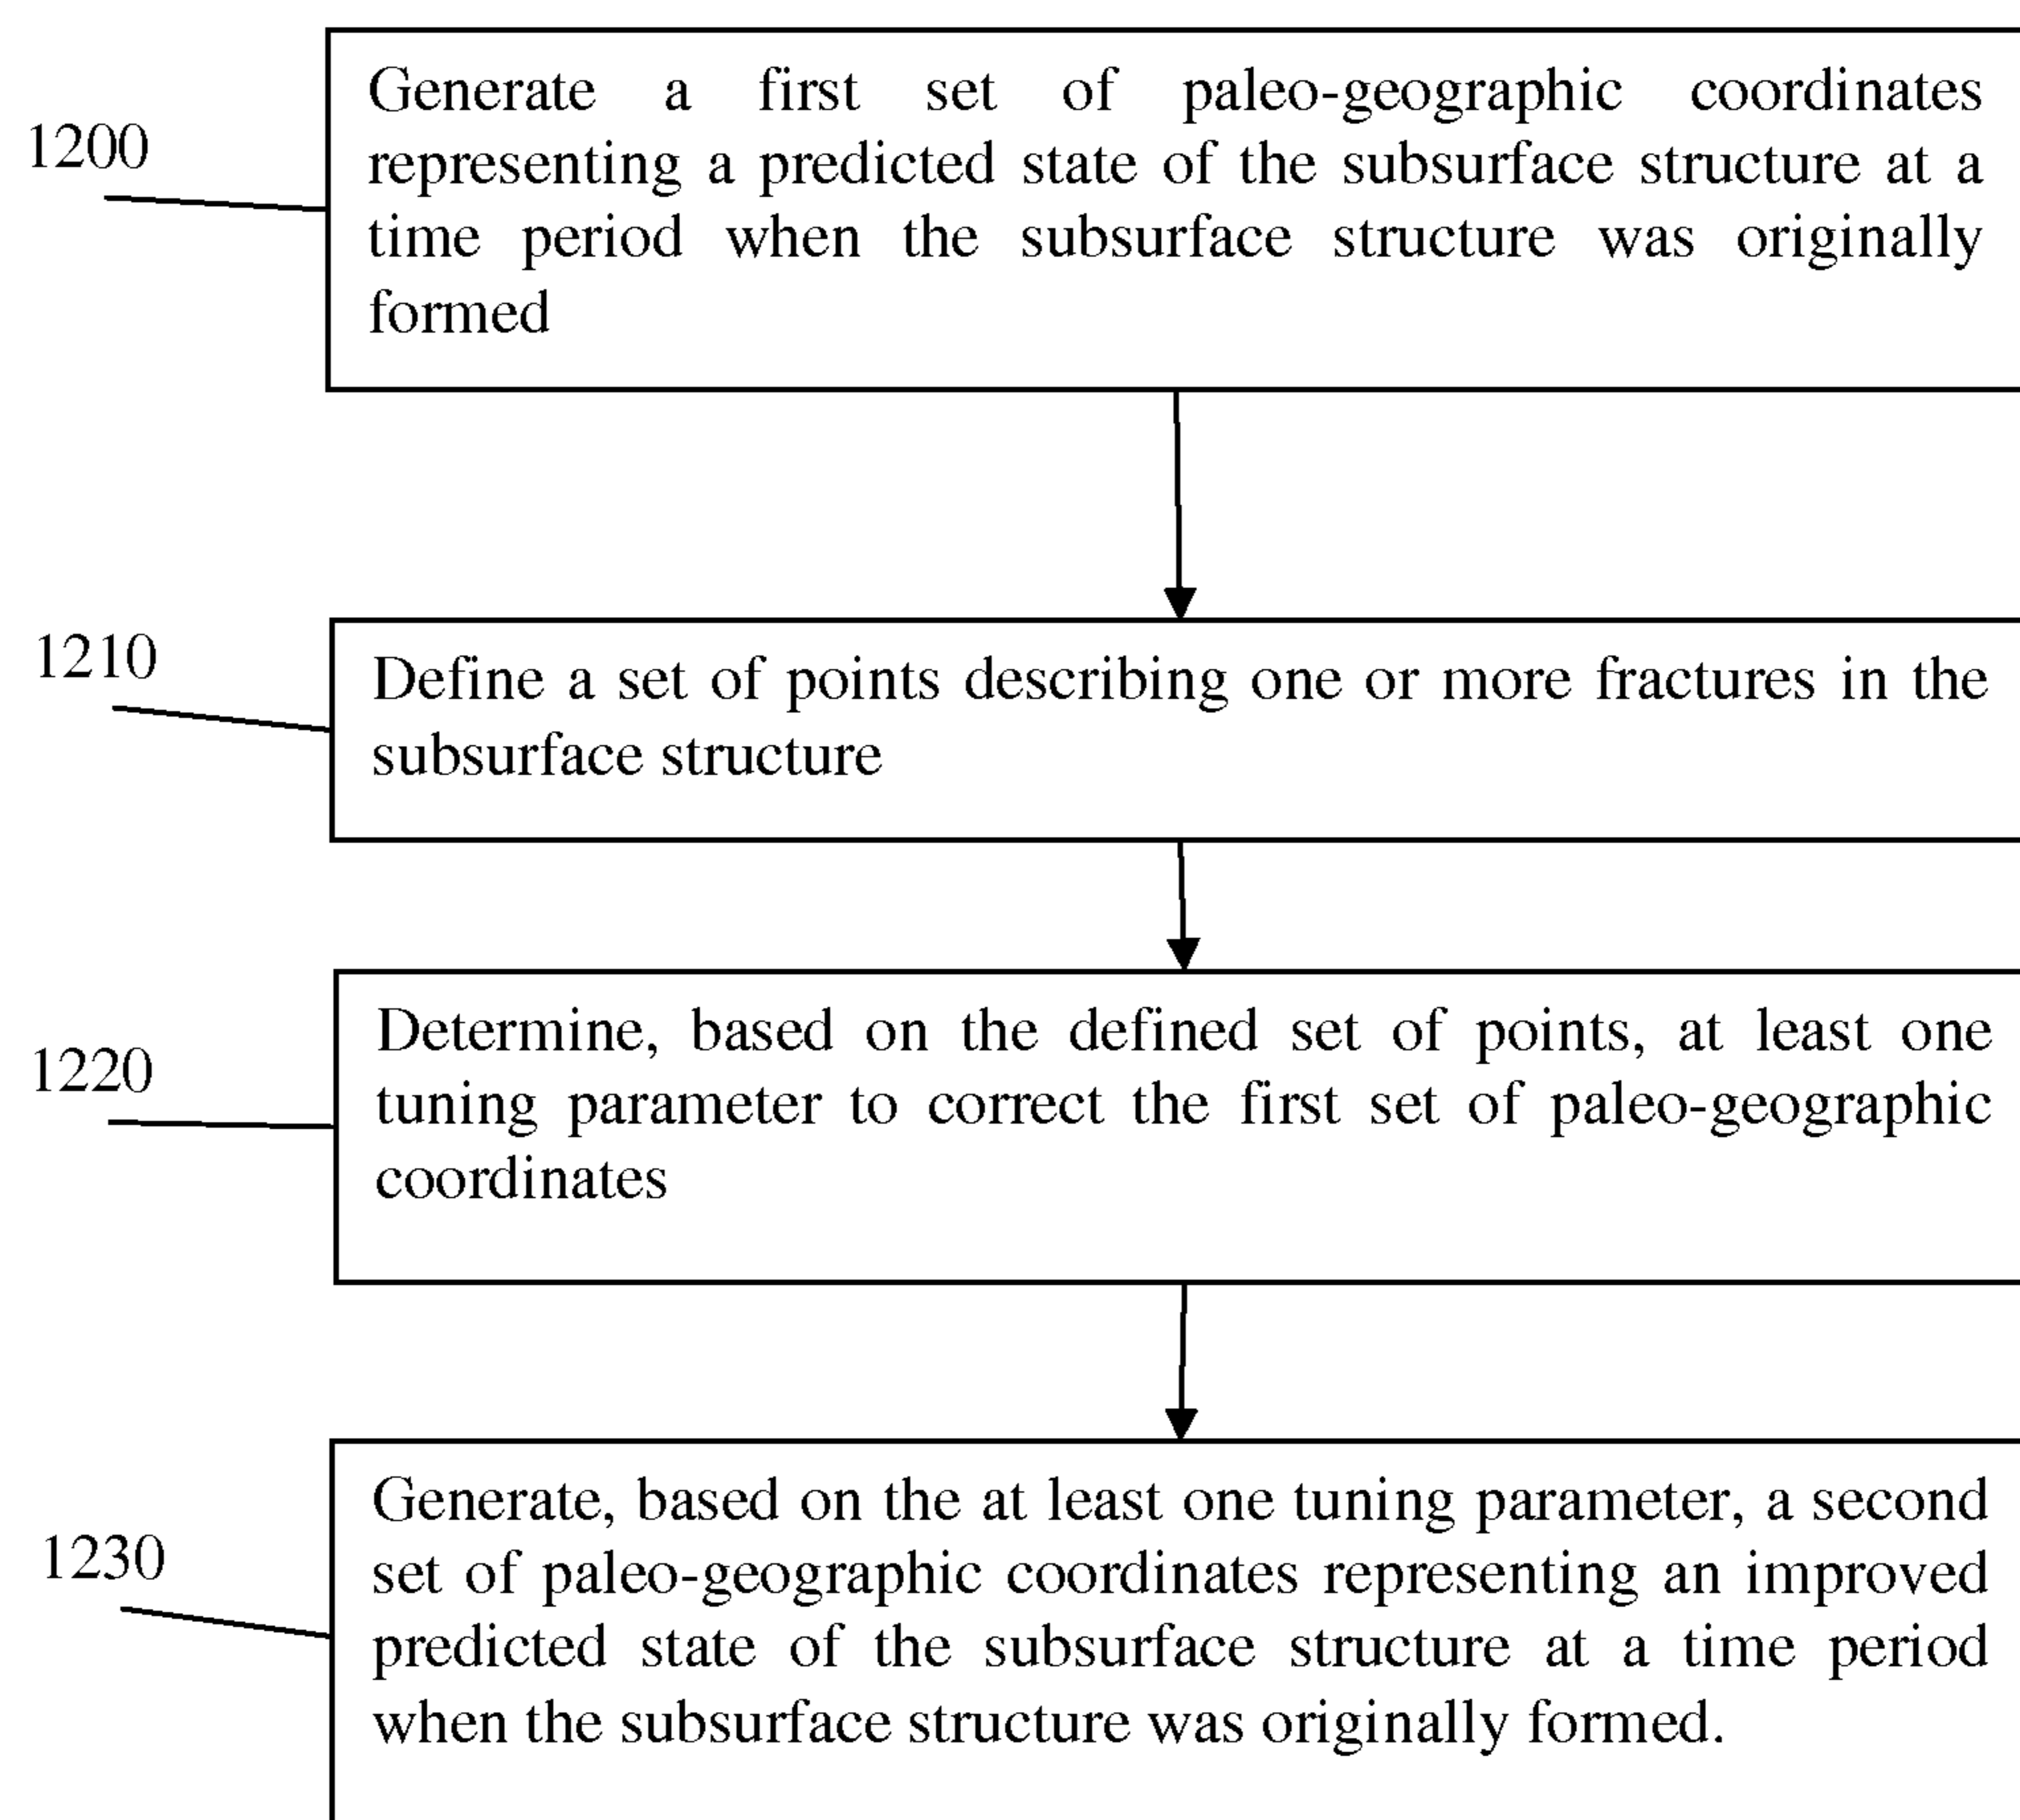 1200
Generate a first set of paleo-geographic coordinates
representing a predicted state of the subsurface structure at a
time period when the subsurface structure was originally
formed
1210
Define a set of points describing one or more fractures in the
subsurface structure
1220
Determine, based on the defined set of points, at least one
tuning parameter to correct the first set of paleo-geographic
coordinates
1230
Generate, based on the at least one tuning parameter, a second
set of paleo-geographic coordinates representing an improved
predicted state of the subsurface structure at a time period
when the subsurface structure was originally formed.